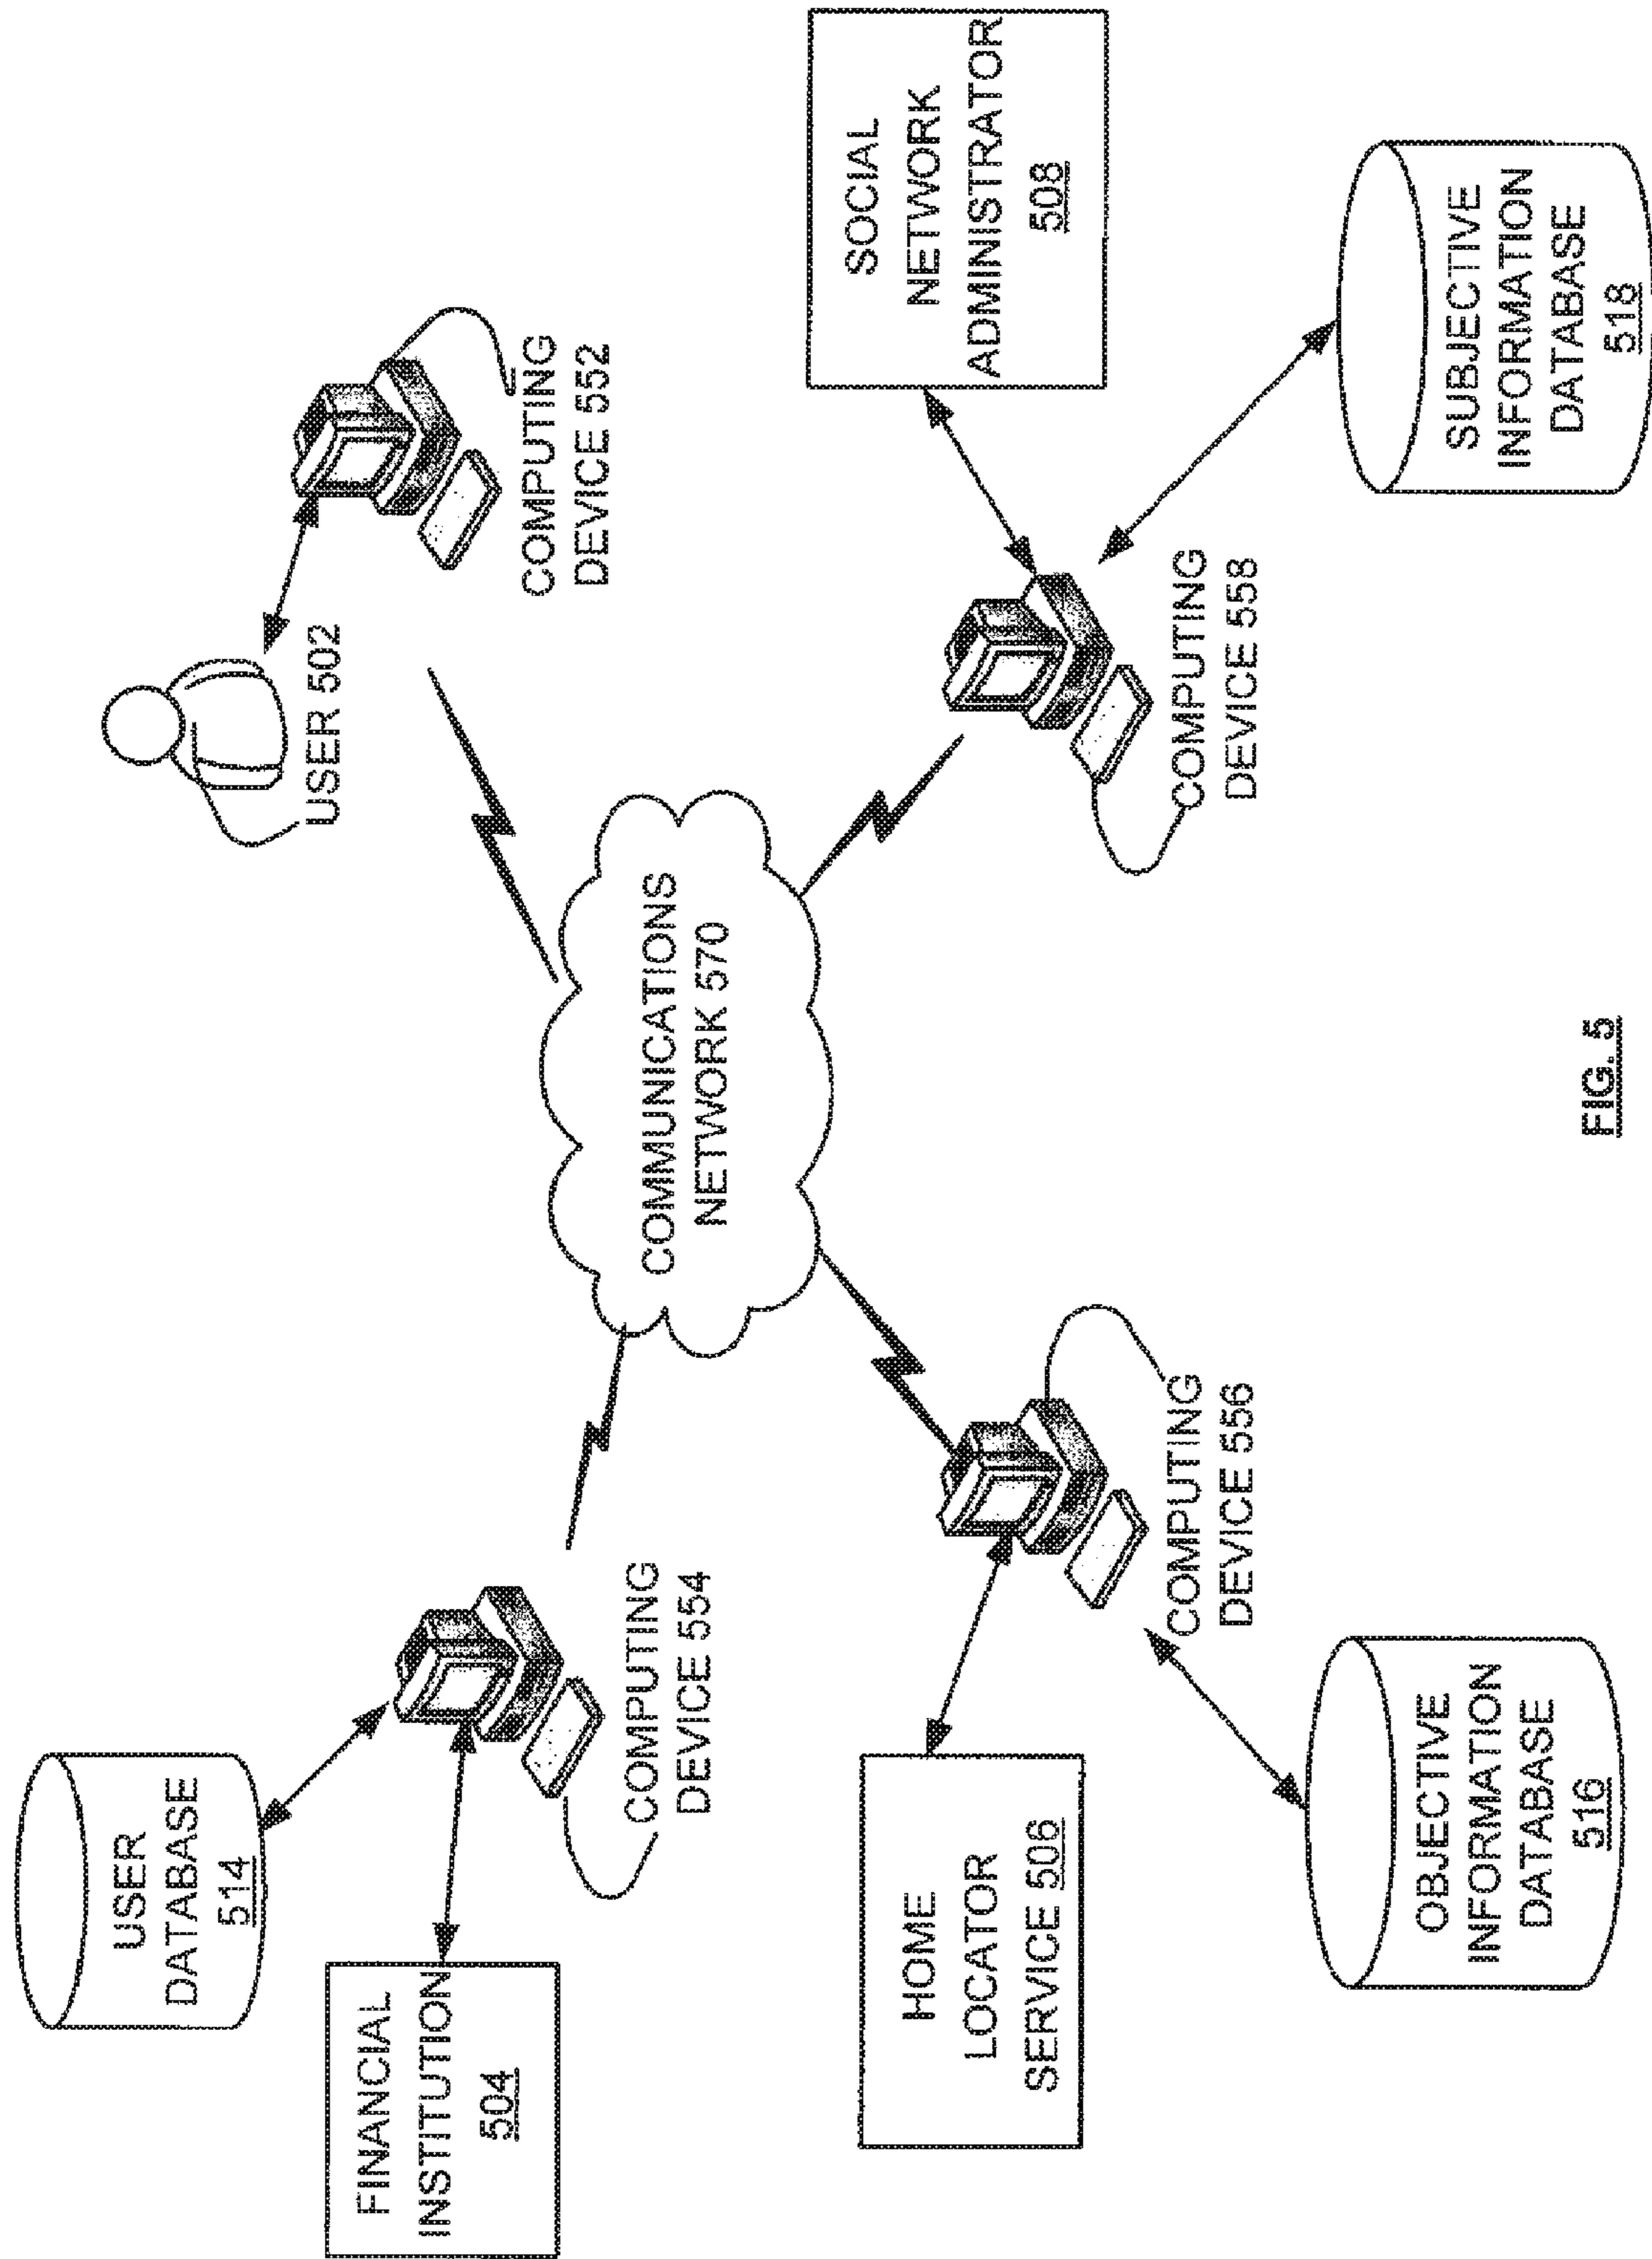 USER
DATABASE
514
FINANCIAL
INSTITUTION
504
COMPUTING
DEVICE 554
USER 502
COMPUTING
DEVICE 552
COMMUNICATIONS
NETWORK 570
HOME
LOCATOR
SERVICE 506
COMPUTING
DEVICE 556
OBJECTIVE
INFORMATION
DATABASE
516
SOCIAL
NETWORK
ADMINISTRATOR
508
COMPUTING
DEVICE 558
SUBJECTIVE
INFORMATION
DATABASE
518
FIG. 5